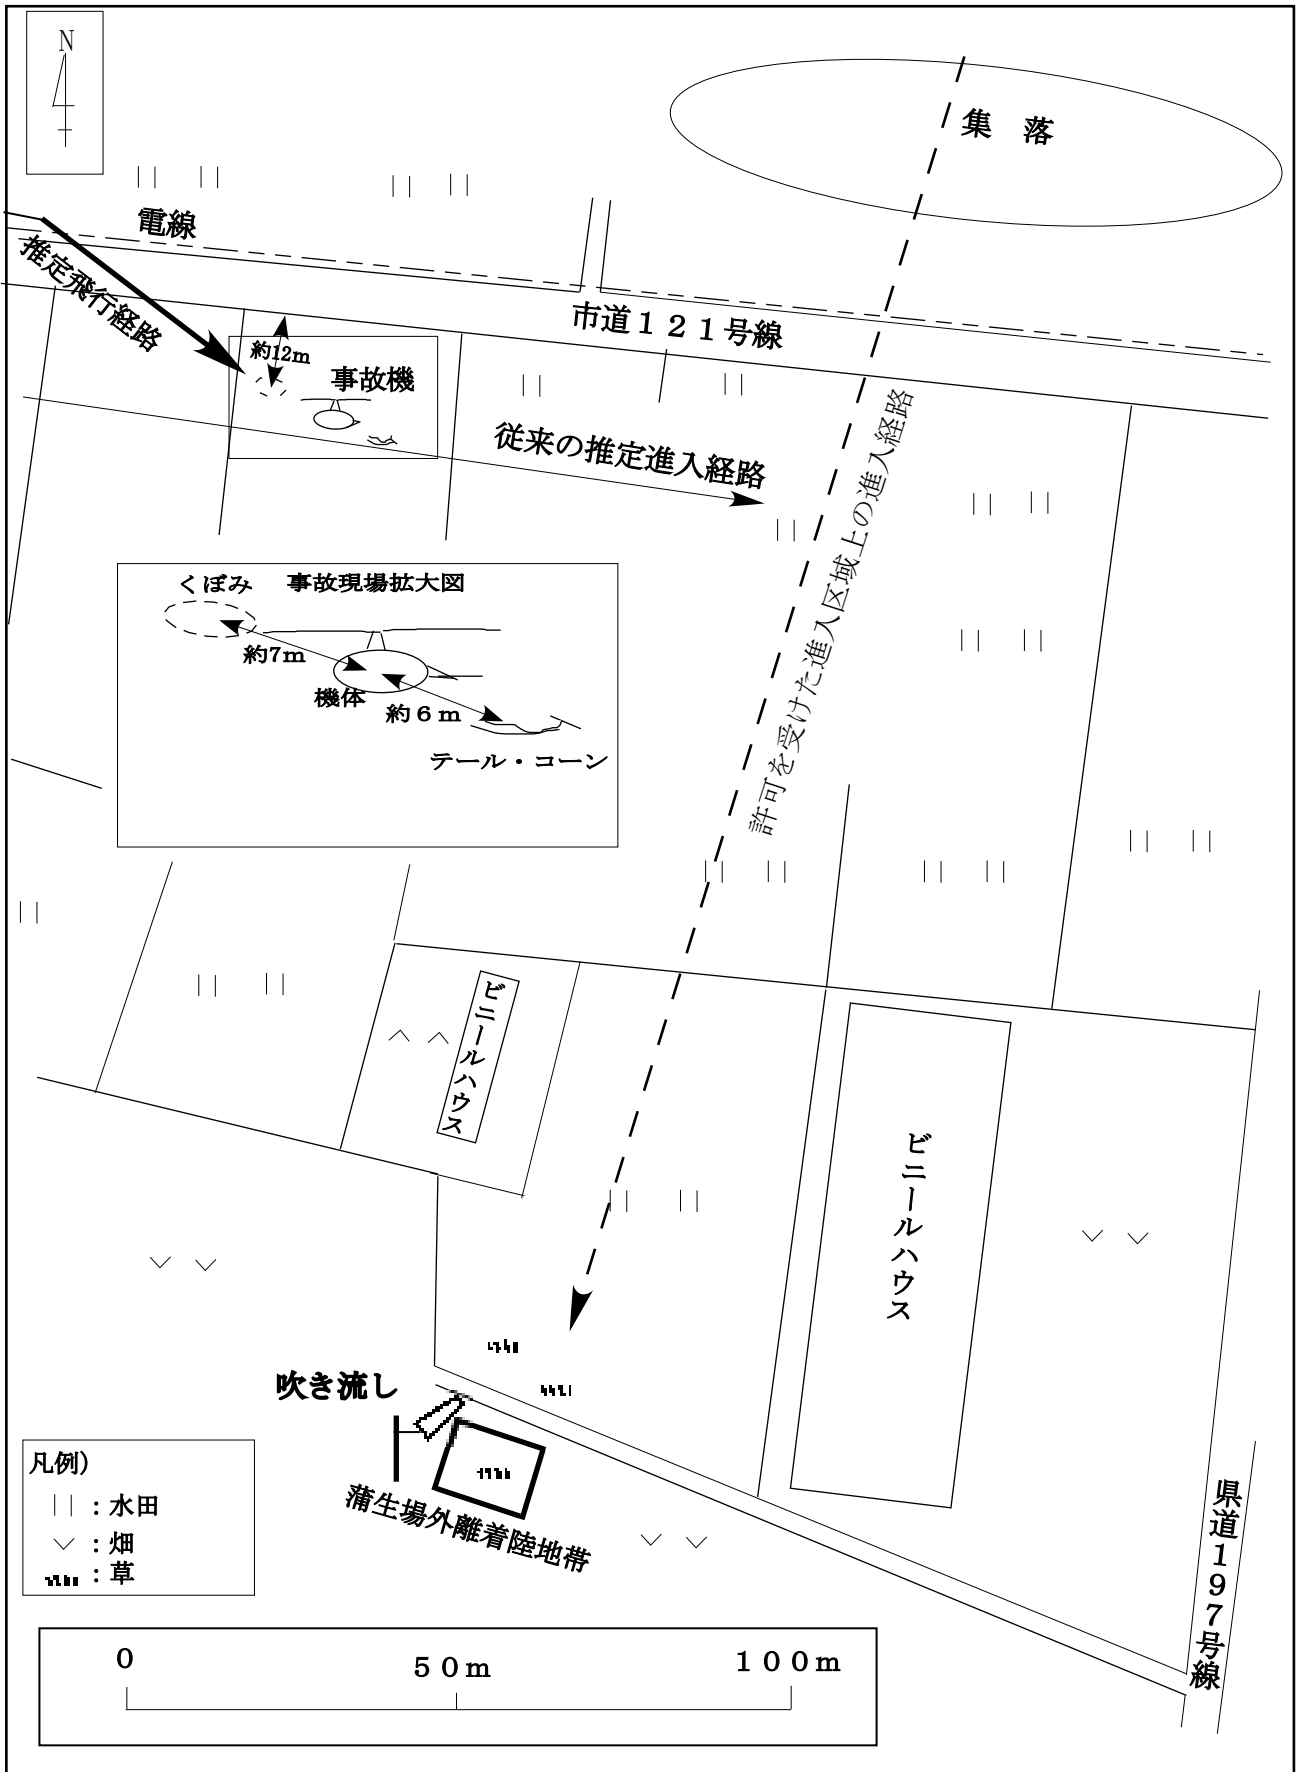 N
集　落
電線
推定飛行経路
市道１２１号線
約12m
事故機
従来の推定進入経路
許可を受けた進入区域上の進入経路
くぼみ　事故現場拡大図
約7m
機体
約６ｍ
テール・コーン
ビニールハウス
ビニールハウス
吹き流し
蒲生場外離着陸地帯
凡例）
｜｜：水田
﹀：畑
：草
県道１９７号線
0　５０ｍ　１００ｍ